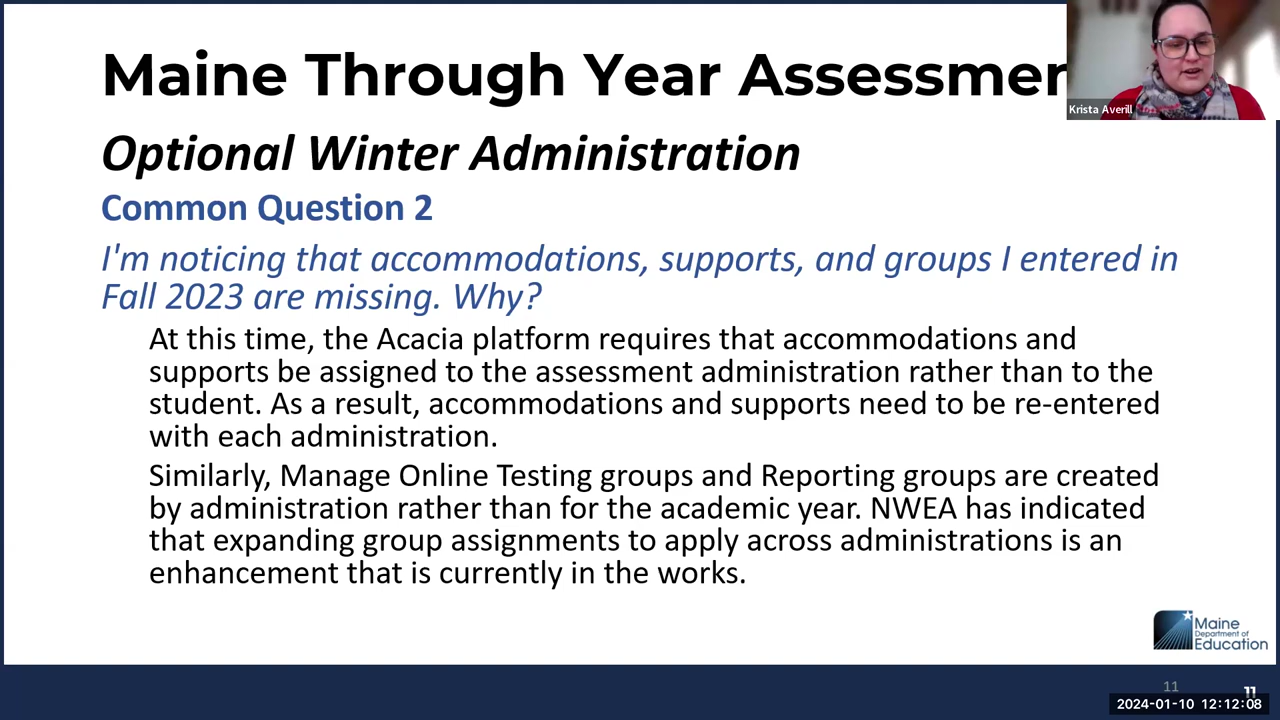 Maine Through Year Assessmen
Krista Averill
Optional Winter Administration
Common Question 2
I'm noticing that accommodations, supports, and groups I entered in
Fall 2023 are missing. Why?
At this time, the Acacia platform requires that accommodations and
supports be assigned to the assessment administration rather than to the
student. As a result, accommodations and supports need to be re-entered
with each administration.
Similarly, Manage Online Testing groups and Reporting groups are created
by administration rather than for the academic year. NWEA has indicated
that expanding group assignments to apply across administrations is an
enhancement that is currently in the works.
Maine
Department of
Education
11
11
2024-01-10 12:12:08